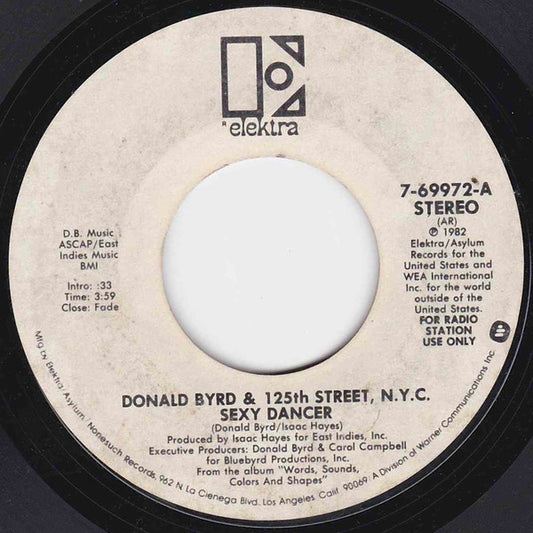 elektra
7-69972-A
STEREO
(AR)
℗ 1982
Elektra/Asylum
Records for the
United States and
WEA International
Inc. for the world
outside of the
United States.
FOR RADIO
STATION
USE ONLY
D.B. Music
ASCAP/East
Indies Music
BMI
Intro: :33
Time: 3:59
Close: Fade
DONALD BYRD & 125th STREET, N.Y.C.
SEXY DANCER
(Donald Byrd/Isaac Hayes)
Produced by Isaac Hayes for East Indies, Inc.
Executive Producers: Donald Byrd & Carol Campbell
for Bluebyrd Productions, Inc.
From the album "Words, Sounds,
Colors And Shapes"
Mfg by Elektra/Asylum, Nonesuch Records, 962 N La Cienega Blvd. Los Angeles. Calif. 90069 A Division of Warner Communications Inc